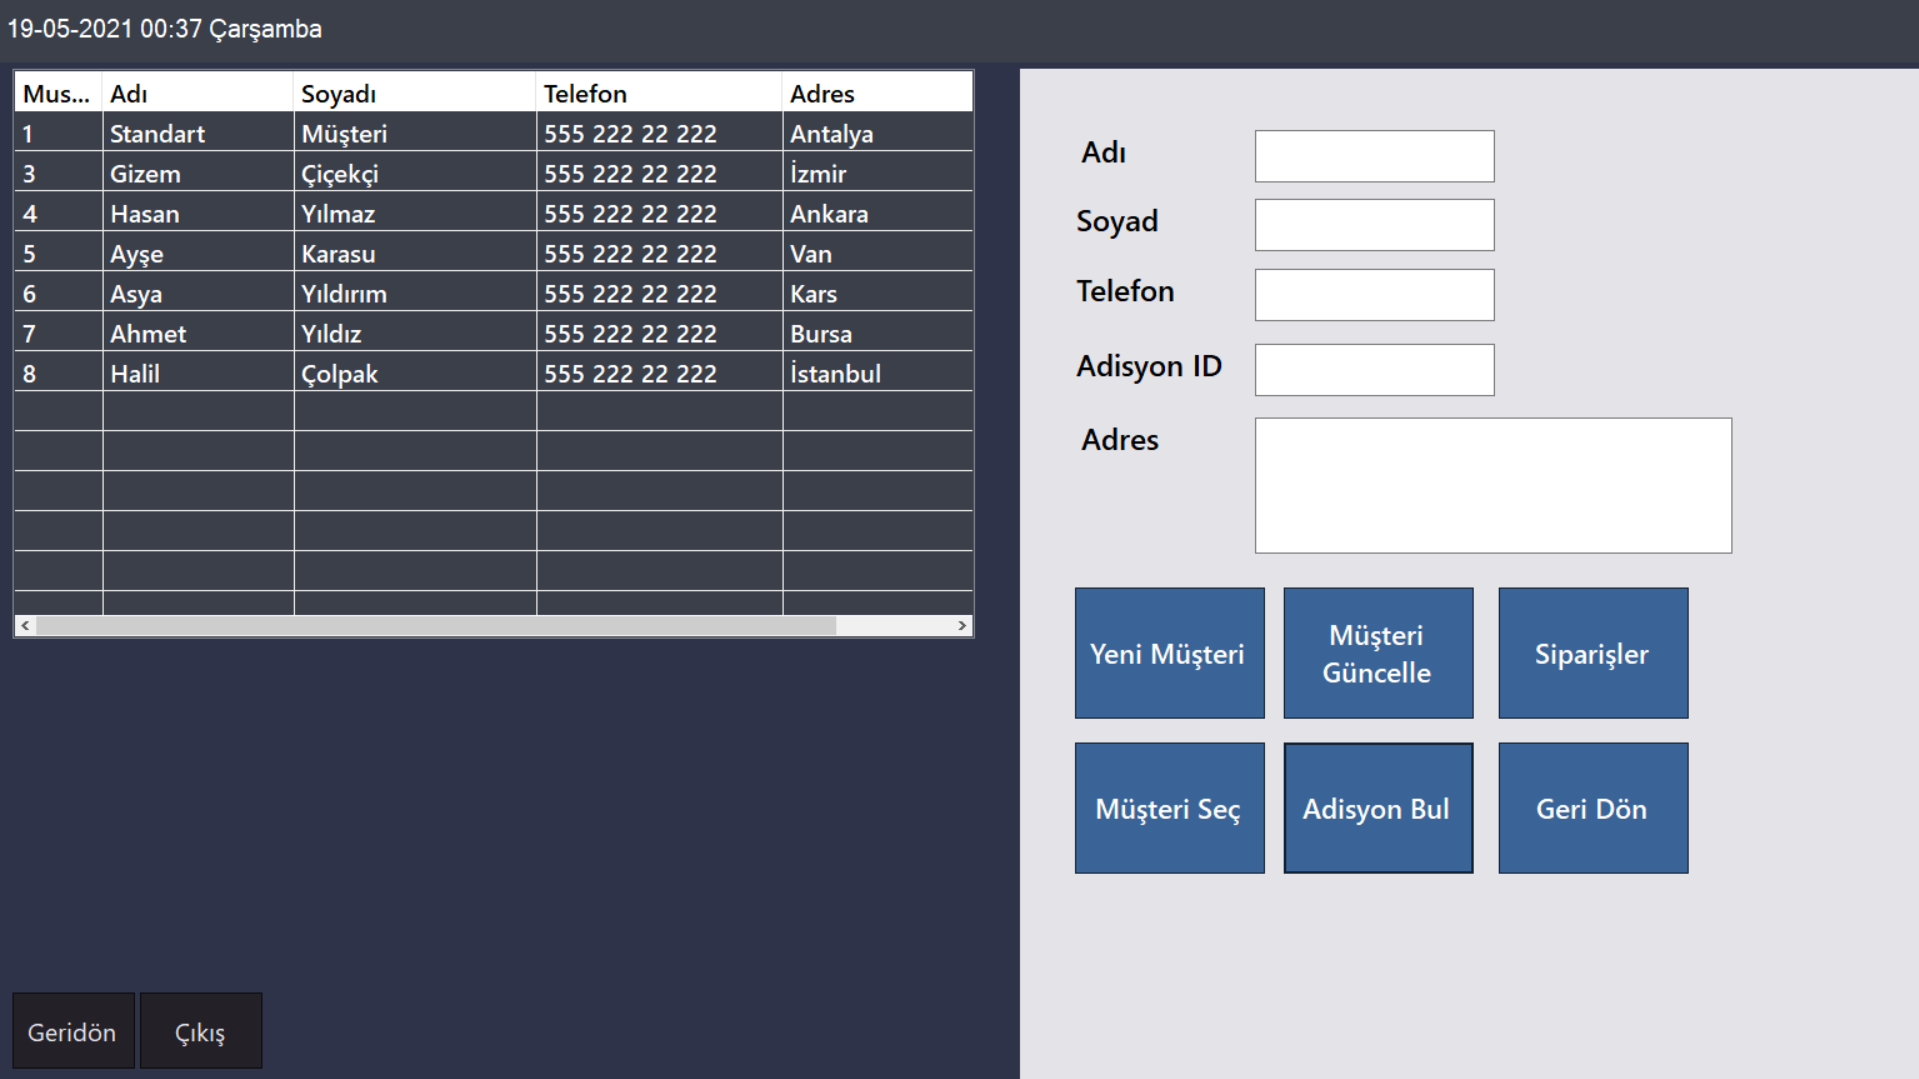 19-05-2021 00:37 Çarşamba
Mus... Adı Soyadı Telefon Adres
1 Standart Müşteri 555 222 22 222 Antalya
3 Gizem Çiçekçi 555 222 22 222 İzmir
4 Hasan Yılmaz 555 222 22 222 Ankara
5 Ayşe Karasu 555 222 22 222 Van
6 Asya Yıldırım 555 222 22 222 Kars
7 Ahmet Yıldız 555 222 22 222 Bursa
8 Halil Çolpak 555 222 22 222 İstanbul
Adı
Soyad
Telefon
Adisyon ID
Adres
Yeni Müşteri
Müşteri
Güncelle
Siparişler
Müşteri Seç
Adisyon Bul
Geri Dön
Geridön
Çıkış